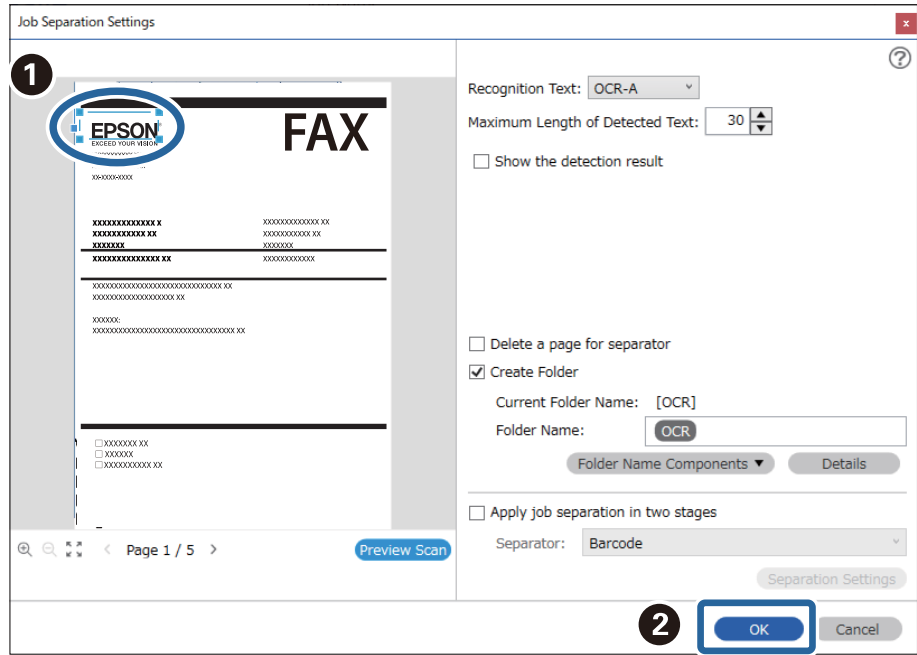 Job Separation Settings
x
?
1
EPSON
EXCEED YOUR VISION
FAX
XX-XXXX-XXXX
XXXXXXXXXXXXX X
XXXXXXXXXXXXX XX
XXXXXXXXXXXX XX
XXXXXXXXXXX XX
XXXXXXX
XXXXXXX
XXXXXXXXXXXXXX XX
XXXXXXXXXXXX
XXXXXXXXXXXXXXXXXXXXXXXXXXXXXX XX
XXXXXXXXXXXXXXXXXXX XX
XXXXXX:
XXXXXXXXXXXXXXXXXXXXXXXXXXXXXXXXX XX
XXXXXXX XX
XXXXXX
XXXXXXXXXX XX
Page 1 / 5
Preview Scan
Recognition Text: OCR-A
Maximum Length of Detected Text: 30
Show the detection result
Delete a page for separator
Create Folder
Current Folder Name: [OCR]
Folder Name: OCR
Folder Name Components ▼ Details
Apply job separation in two stages
Separator: Barcode
Separation Settings
2
OK
Cancel